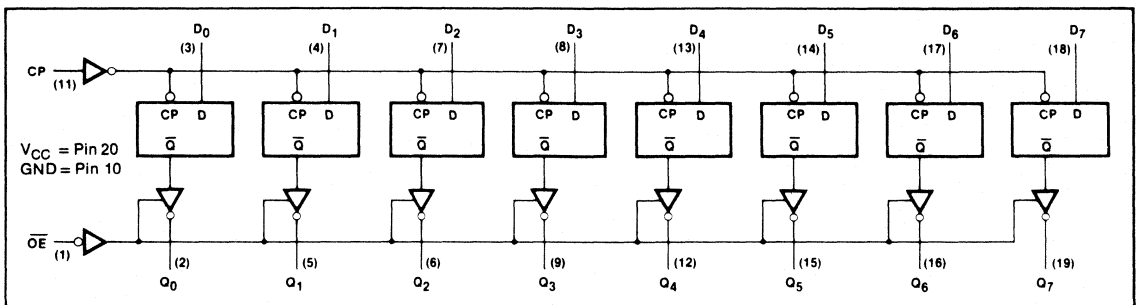 D0 D1 D2 D3 D4 D5 D6 D7
(3) (4) (7) (8) (13) (14) (17) (18)
CP
(11)
CP D CP D CP D CP D CP D CP D CP D CP D
Q̅ Q̅ Q̅ Q̅ Q̅ Q̅ Q̅ Q̅
VCC = Pin 20
GND = Pin 10
O̅E̅
(1)
(2) (5) (6) (9) (12) (15) (16) (19)
Q0 Q1 Q2 Q3 Q4 Q5 Q6 Q7